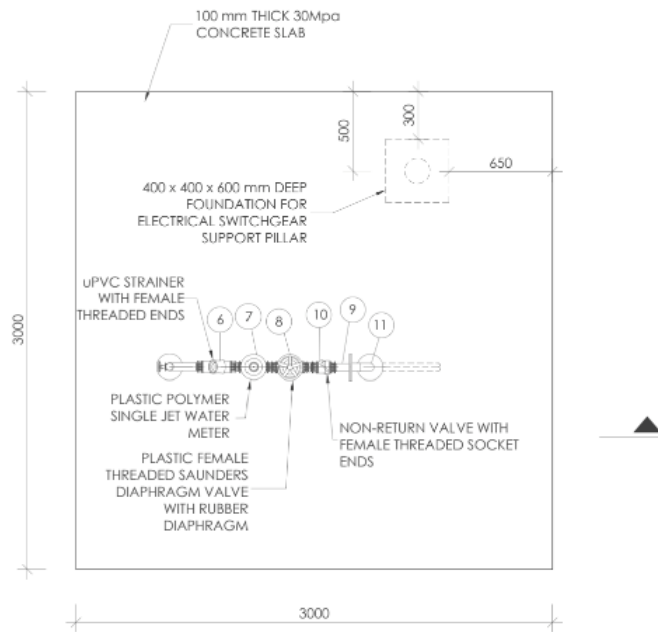 100 mm THICK 30Mpa
CONCRETE SLAB
500
300
650
400 x 400 x 600 mm DEEP
FOUNDATION FOR
ELECTRICAL SWITCHGEAR
SUPPORT PILLAR
3000
uPVC STRAINER
WITH FEMALE
THREADED ENDS
6
7
8
10
9
11
PLASTIC POLYMER
SINGLE JET WATER
METER
NON-RETURN VALVE WITH
FEMALE THREADED SOCKET
ENDS
PLASTIC FEMALE
THREADED SAUNDERS
DIAPHRAGM VALVE
WITH RUBBER
DIAPHRAGM
3000